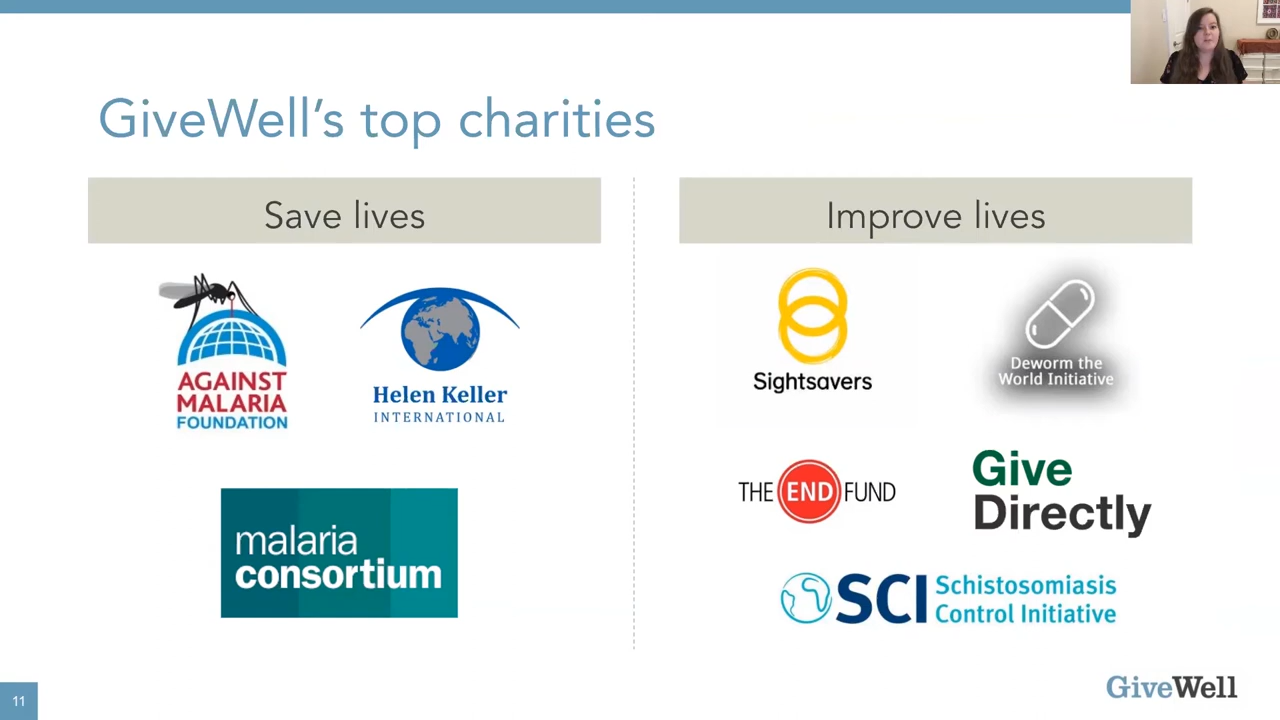 GiveWell's top charities
Save lives
Improve lives
AGAINST
MALARIA
FOUNDATION
Helen Keller
INTERNATIONAL
malaria
consortium
Sightsavers
Deworm the
World Initiative
THE END FUND
Give
Directly
SCI Schistosomiasis
Control Initiative
11
GiveWell